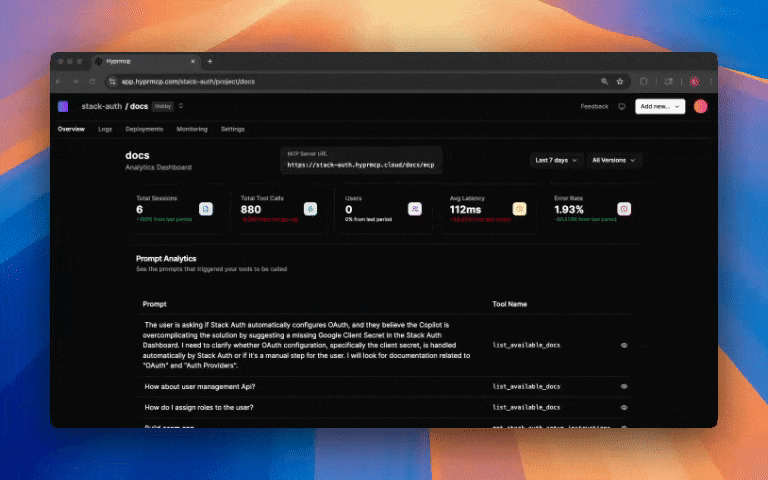 Hyprmcp
app.hyprmcp.com/stack-auth/project/docs
stack-auth / docs Hobby
Feedback
Add new...
Overview Logs Deployments Monitoring Settings
docs
Analytics Dashboard
MCP Server URL
https://stack-auth.hyprmcp.cloud/docs/mcp
Last 7 days
All Versions
Total Sessions
6
from last period
Total Tool Calls
880
from last period
Users
0
0% from last period
Avg Latency
112ms
from last period
Error Rate
1.93%
from last period
Prompt Analytics
See the prompts that triggered your tools to be called
Prompt Tool Name
The user is asking if Stack Auth automatically configures OAuth, and they believe the Copilot is
overcomplicating the solution by suggesting a missing Google Client Secret in the Stack Auth
Dashboard. I need to clarify whether OAuth configuration, specifically the client secret, is handled
automatically by Stack Auth or if it's a manual step for the user. I will look for documentation related to
"OAuth" and "Auth Providers".
list_available_docs
How about user management Api? list_available_docs
How do I assign roles to the user? list_available_docs